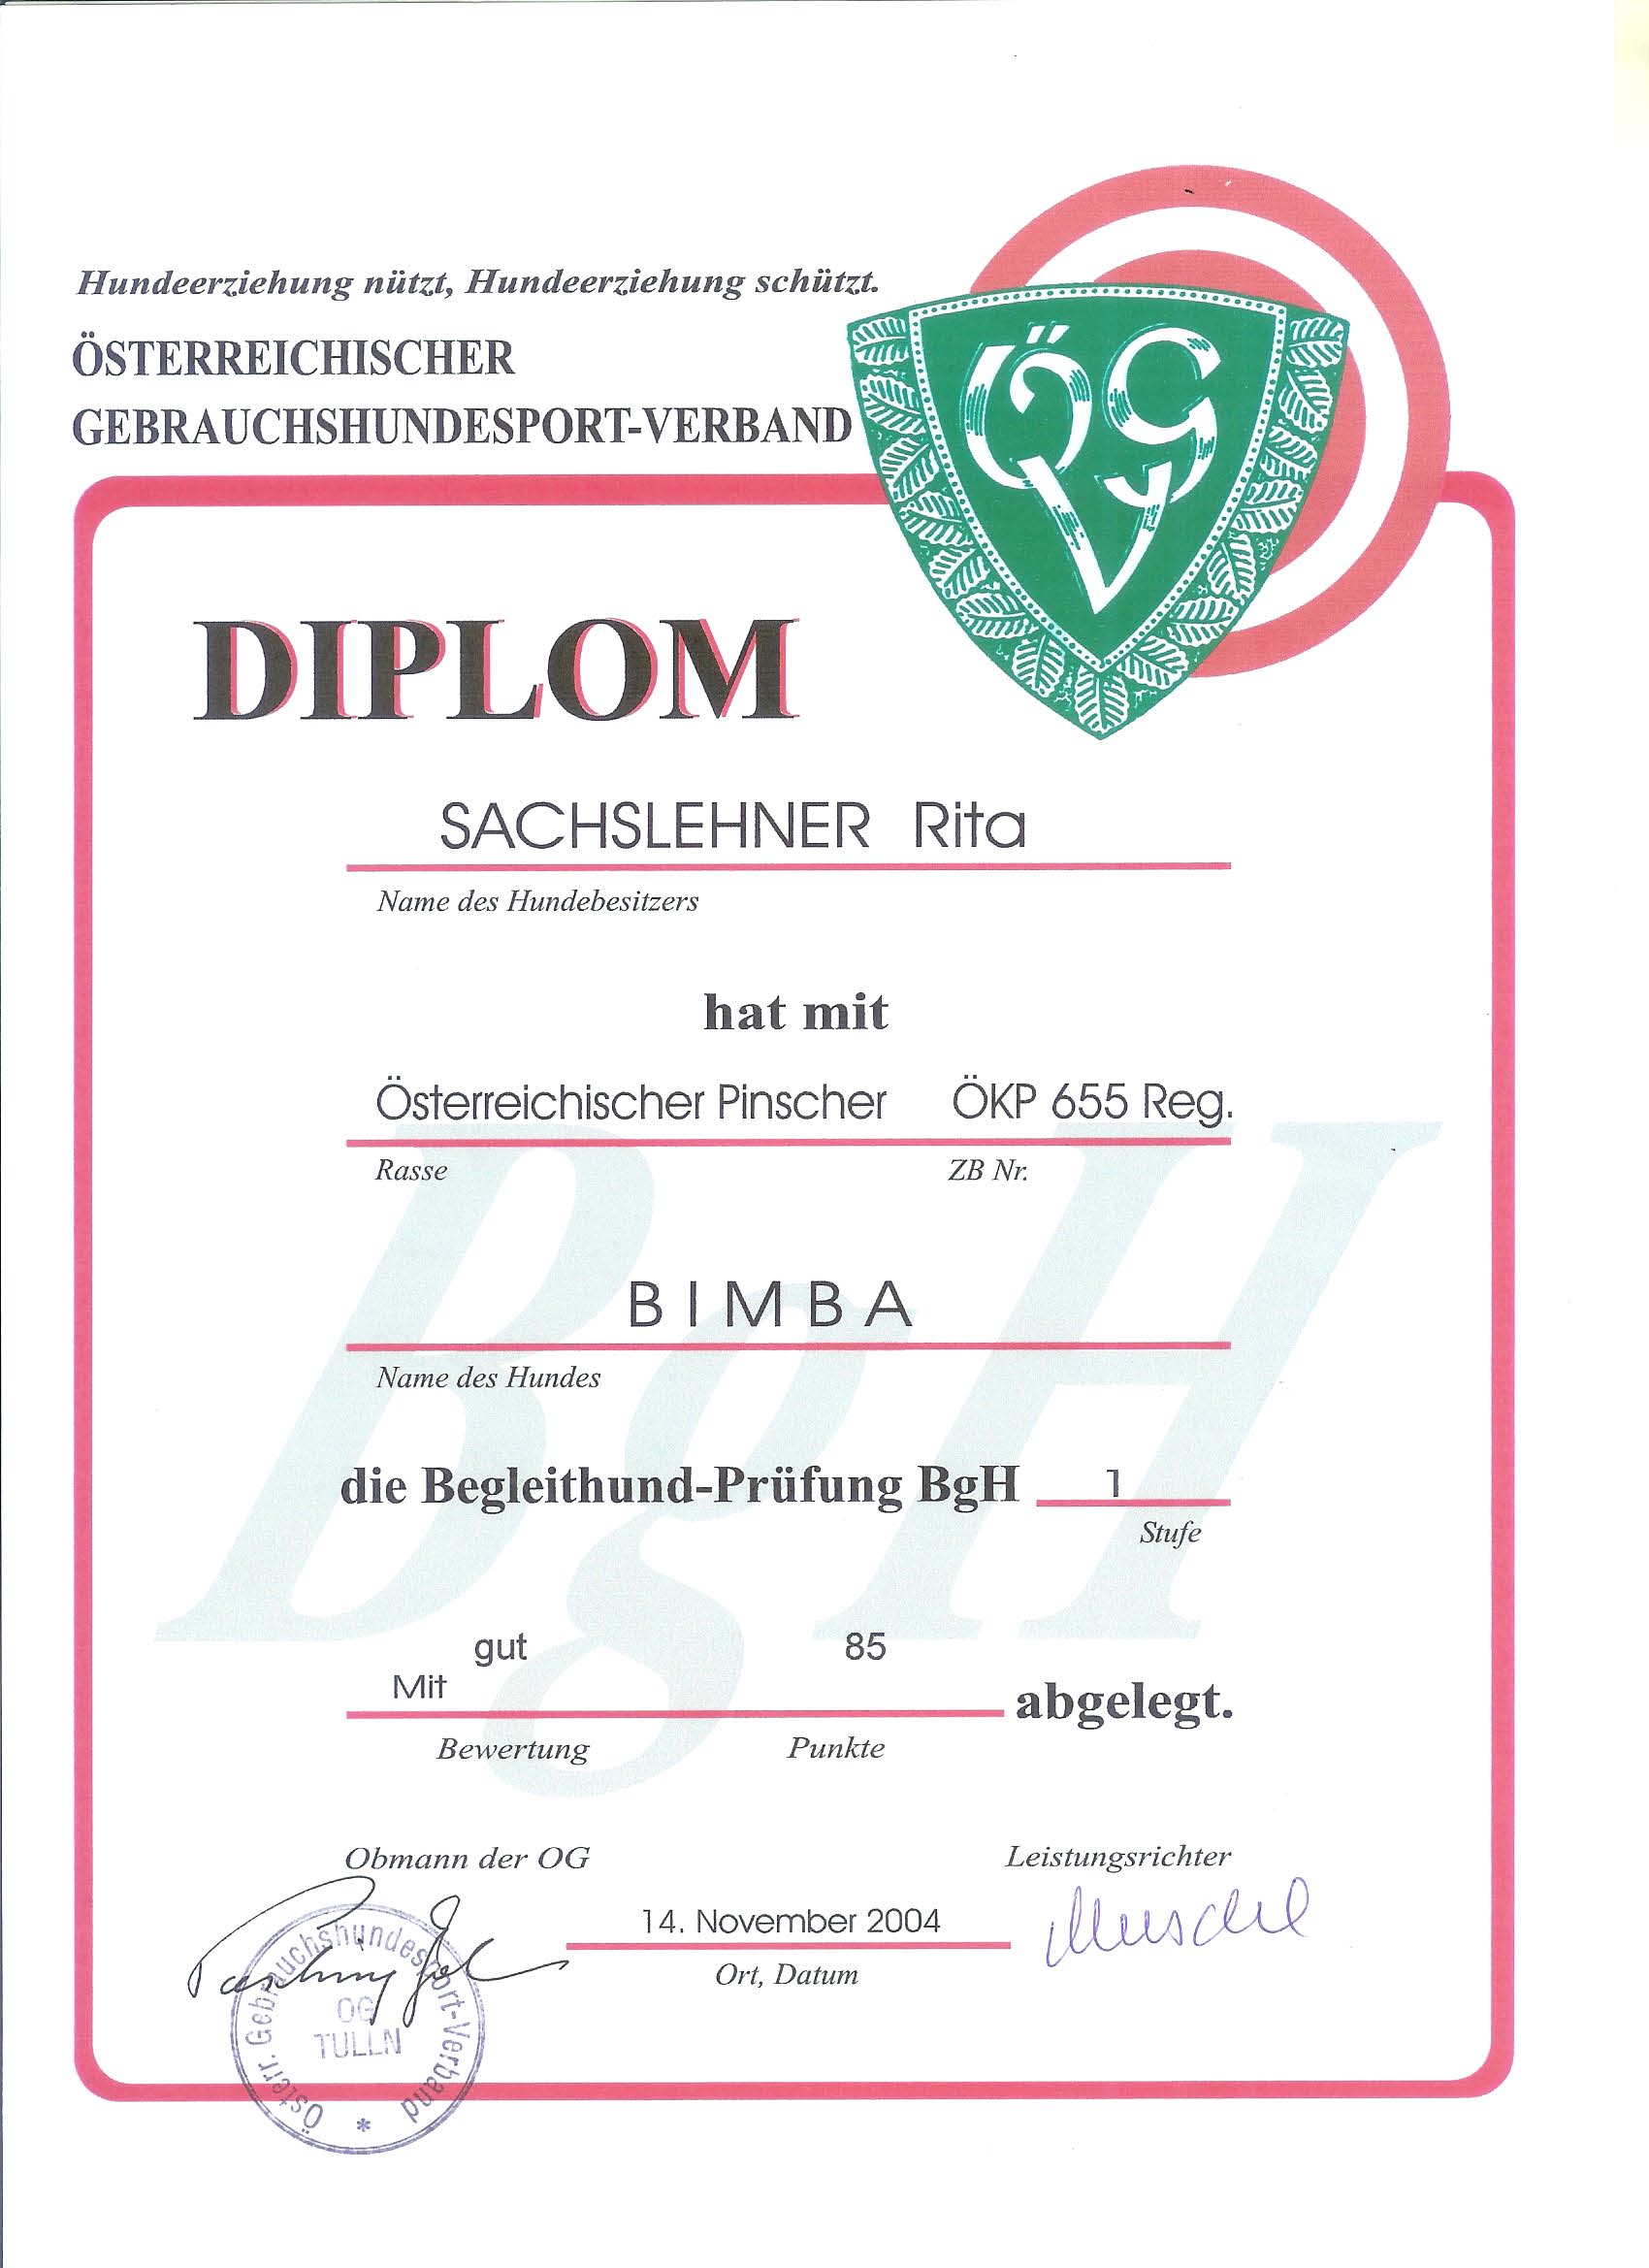 Hundeerziehung nützt, Hundeerziehung schützt.
ÖSTERREICHISCHER
GEBRAUCHSHUNDESPORT-VERBAND
ÖGV
DIPLOM
SACHSLEHNER Rita
Name des Hundebesitzers
hat mit
Österreichischer Pinscher ÖKP 655 Reg.
Rasse ZB Nr.
BIMBA
Name des Hundes
BgH
die Begleithund-Prüfung BgH 1
Stufe
gut 85
Mit abgelegt.
Bewertung Punkte
Obmann der OG Leistungsrichter
14. November 2004
Ort, Datum
Österr. Gebrauchshundesport-Verband *
OG
TULLN